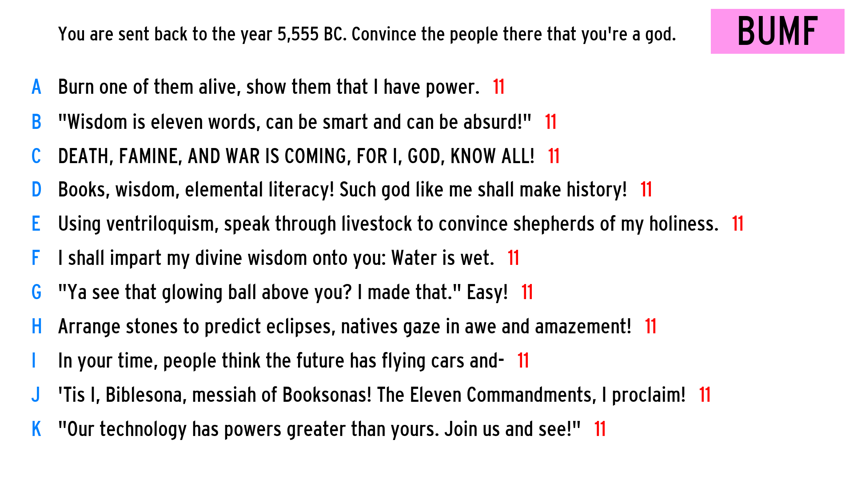 You are sent back to the year 5,555 BC. Convince the people there that you're a god.
BUMF
A Burn one of them alive, show them that I have power. 11
B "Wisdom is eleven words, can be smart and can be absurd!" 11
C DEATH, FAMINE, AND WAR IS COMING, FOR I, GOD, KNOW ALL! 11
D Books, wisdom, elemental literacy! Such god like me shall make history! 11
E Using ventriloquism, speak through livestock to convince shepherds of my holiness. 11
F I shall impart my divine wisdom onto you: Water is wet. 11
G "Ya see that glowing ball above you? I made that." Easy! 11
H Arrange stones to predict eclipses, natives gaze in awe and amazement! 11
I In your time, people think the future has flying cars and- 11
J 'Tis I, Biblesona, messiah of Booksonas! The Eleven Commandments, I proclaim! 11
K "Our technology has powers greater than yours. Join us and see!" 11